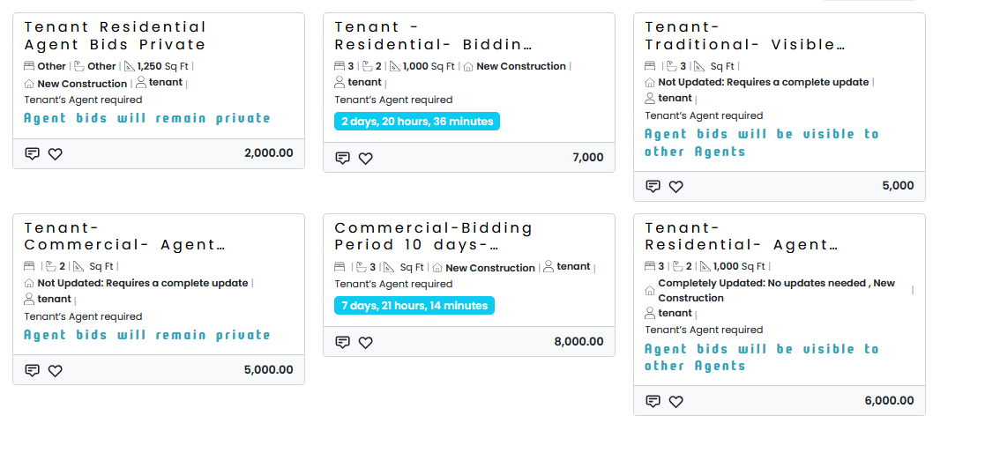 Tenant Residential
Agent Bids Private
Other | Other | 1,250 Sq Ft |
New Construction | tenant |
Tenant's Agent required
Agent bids will remain private
2,000.00
Tenant -
Residential- Biddin…
3 | 2 | 1,000 Sq Ft | New Construction |
tenant |
Tenant's Agent required
2 days, 20 hours, 36 minutes
7,000
Tenant-
Traditional- Visible…
| 3 | Sq Ft |
Not Updated: Requires a complete update |
tenant |
Tenant's Agent required
Agent bids will be visible to
other Agents
5,000
Tenant-
Commercial- Agent…
| 2 | Sq Ft |
Not Updated: Requires a complete update |
tenant |
Tenant's Agent required
Agent bids will remain private
5,000.00
Commercial-Bidding
Period 10 days-…
| 3 | Sq Ft | New Construction | tenant |
Tenant's Agent required
7 days, 21 hours, 14 minutes
8,000.00
Tenant-
Residential- Agent…
3 | 2 | 1,000 Sq Ft |
Completely Updated: No updates needed , New
Construction |
tenant |
Tenant's Agent required
Agent bids will be visible to
other Agents
6,000.00